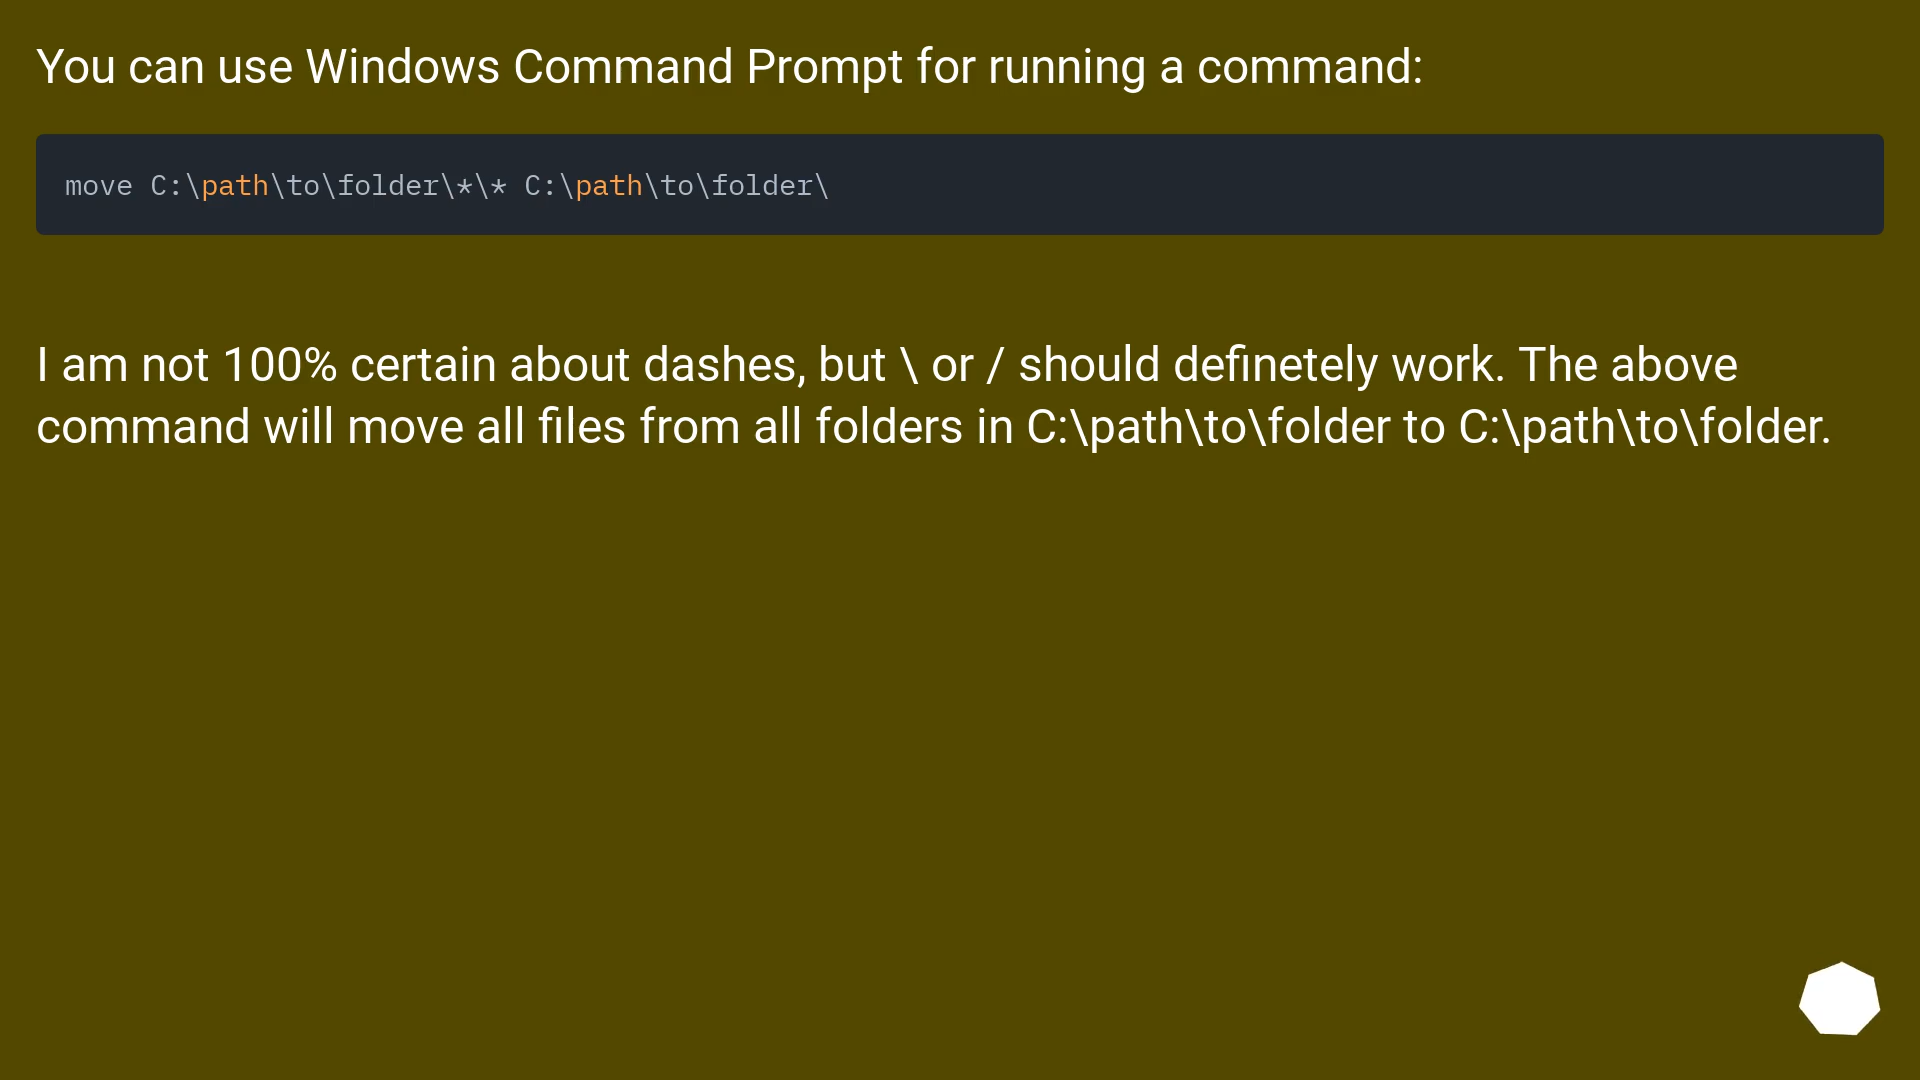 You can use Windows Command Prompt for running a command:
move C:\path\to\folder\*\* C:\path\to\folder\
I am not 100% certain about dashes, but \ or / should definetely work. The above
command will move all files from all folders in C:\path\to\folder to C:\path\to\folder.